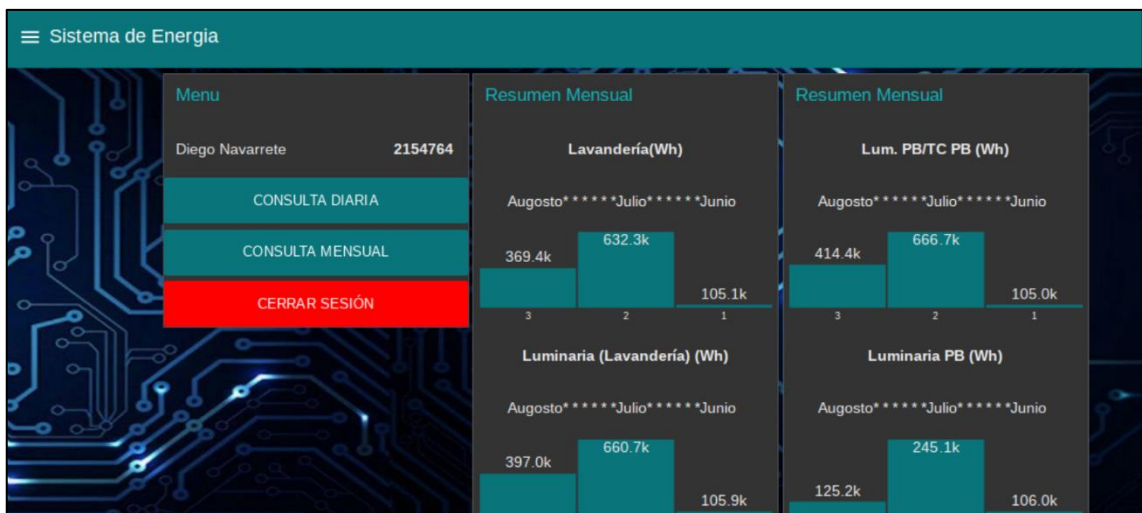 Sistema de Energia
Menu
Diego Navarrete 2154764
CONSULTA DIARIA
CONSULTA MENSUAL
CERRAR SESIÓN
Resumen Mensual
Lavandería(Wh)
Augosto* * * * * *Julio* * * * * *Junio
369.4k 632.3k 105.1k
3 2 1
Luminaria (Lavandería) (Wh)
Augosto* * * * * *Julio* * * * * *Junio
397.0k 660.7k 105.9k
Resumen Mensual
Lum. PB/TC PB (Wh)
Augosto* * * * * *Julio* * * * * *Junio
414.4k 666.7k 105.0k
3 2 1
Luminaria PB (Wh)
Augosto* * * * * *Julio* * * * * *Junio
125.2k 245.1k 106.0k